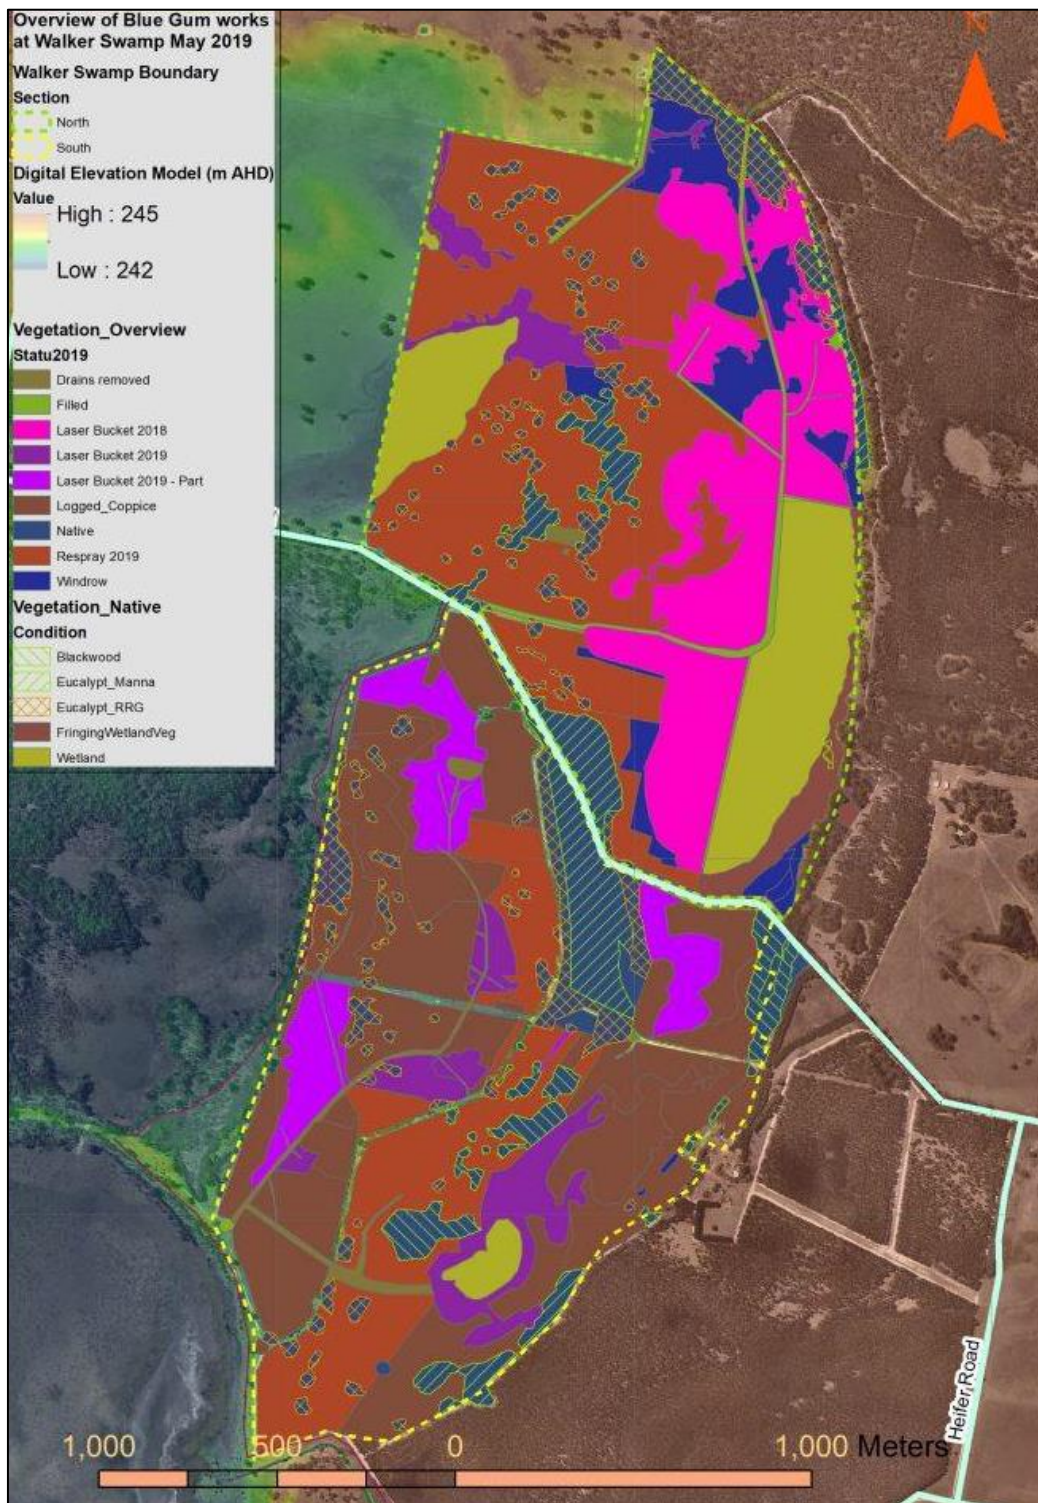 Overview of Blue Gum works
at Walker Swamp May 2019
Walker Swamp Boundary
Section
North
South
Digital Elevation Model (m AHD)
Value
High : 245
Low : 242
Vegetation_Overview
Statu2019
Drains removed
Filled
Laser Bucket 2018
Laser Bucket 2019
Laser Bucket 2019 - Part
Logged_Coppice
Native
Respray 2019
Windrow
Vegetation_Native
Condition
Blackwood
Eucalypt_Manna
Eucalypt_RRG
FringingWetlandVeg
Wetland
N
Heifer Road
1,000 500 0 1,000 Meters